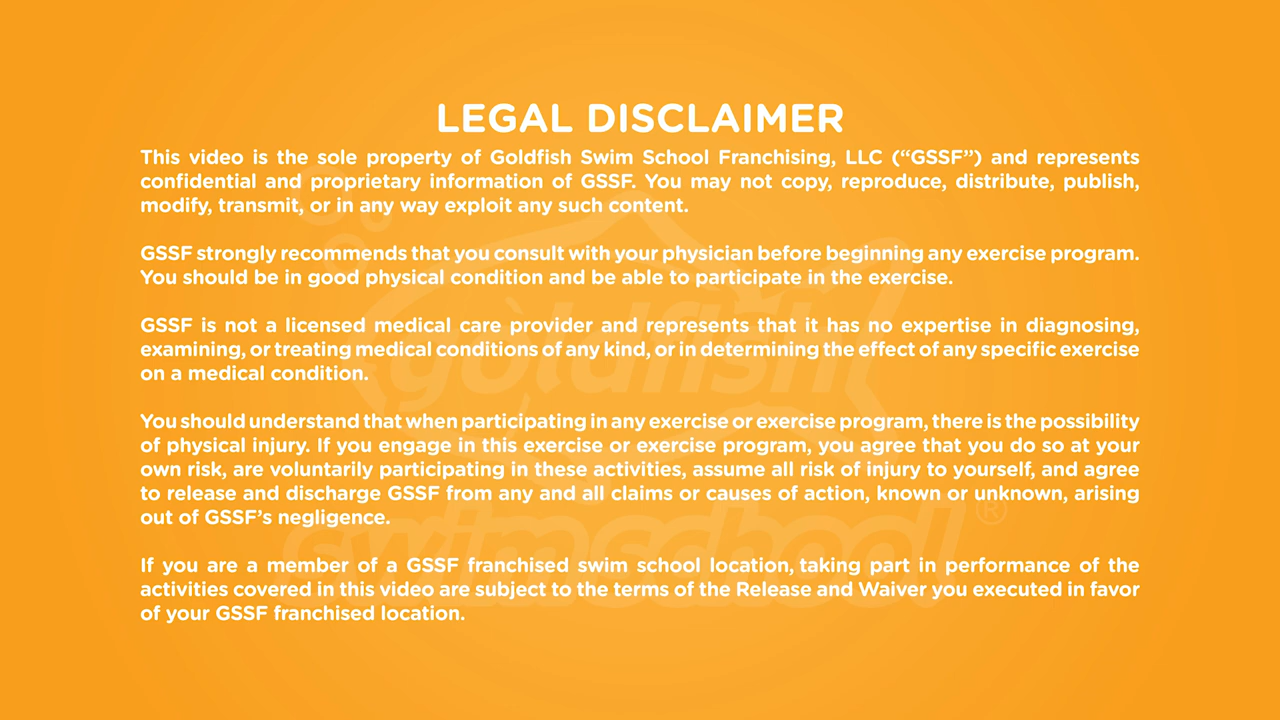 LEGAL DISCLAIMER
This video is the sole property of Goldfish Swim School Franchising, LLC (“GSSF”) and represents
confidential and proprietary information of GSSF. You may not copy, reproduce, distribute, publish,
modify, transmit, or in any way exploit any such content.
GSSF strongly recommends that you consult with your physician before beginning any exercise program.
You should be in good physical condition and be able to participate in the exercise.
GSSF is not a licensed medical care provider and represents that it has no expertise in diagnosing,
examining, or treating medical conditions of any kind, or in determining the effect of any specific exercise
on a medical condition.
You should understand that when participating in any exercise or exercise program, there is the possibility
of physical injury. If you engage in this exercise or exercise program, you agree that you do so at your
own risk, are voluntarily participating in these activities, assume all risk of injury to yourself, and agree
to release and discharge GSSF from any and all claims or causes of action, known or unknown, arising
out of GSSF’s negligence.
If you are a member of a GSSF franchised swim school location, taking part in performance of the
activities covered in this video are subject to the terms of the Release and Waiver you executed in favor
of your GSSF franchised location.
goldfish
swim school ®